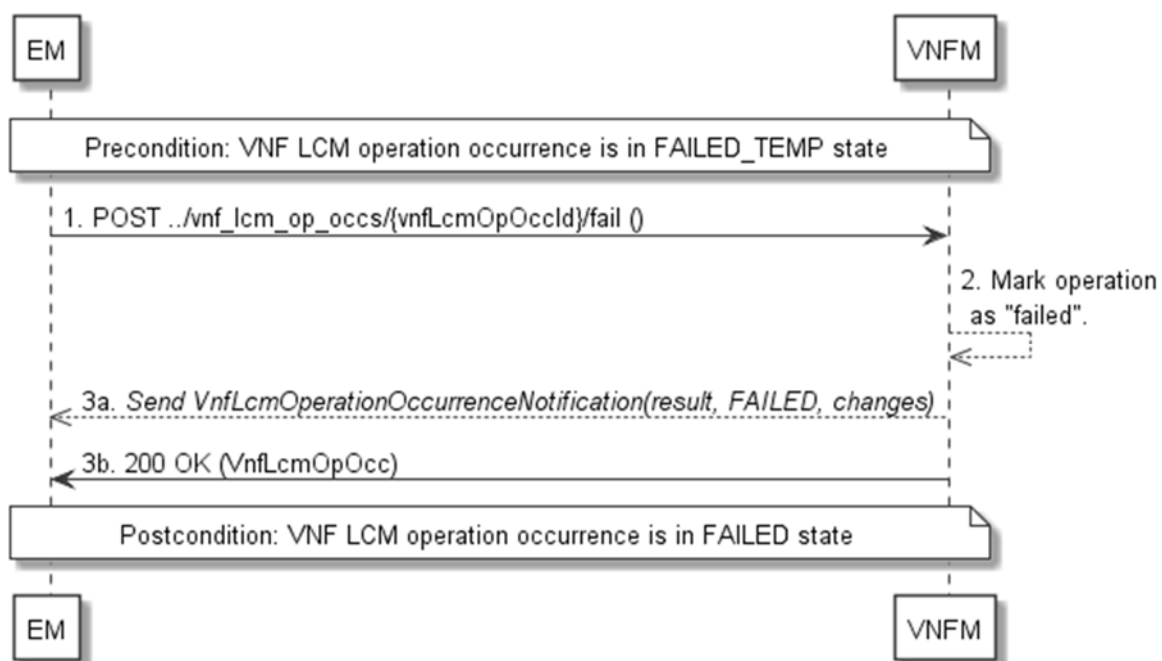 EM
VNFM
Precondition: VNF LCM operation occurrence is in FAILED_TEMP state
1. POST ../vnf_lcm_op_occs/{vnfLcmOpOccId}/fail ()
2. Mark operation
as "failed".
3a. Send VnfLcmOperationOccurrenceNotification(result, FAILED, changes)
3b. 200 OK (VnfLcmOpOcc)
Postcondition: VNF LCM operation occurrence is in FAILED state
EM
VNFM